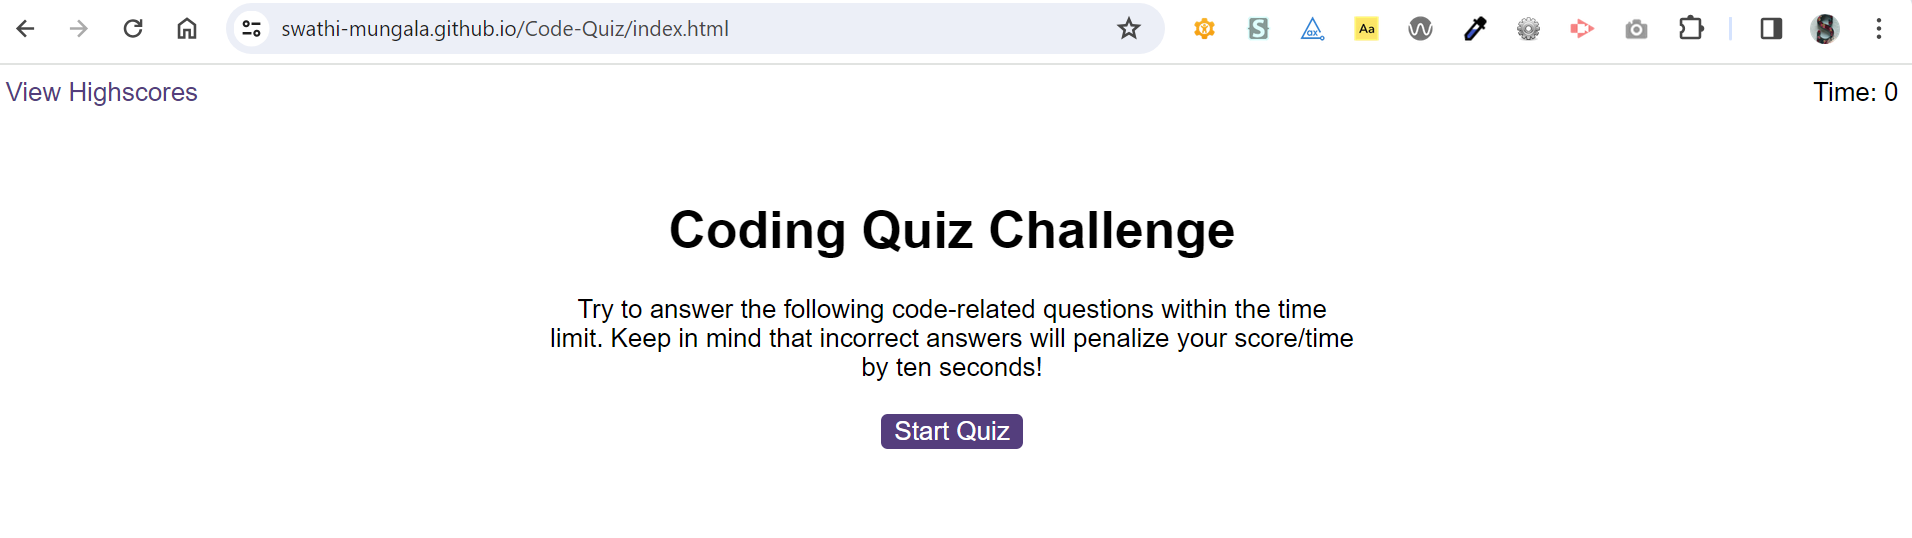 swathi-mungala.github.io/Code-Quiz/index.html
Aa
View Highscores
Time: 0
Coding Quiz Challenge
Try to answer the following code-related questions within the time
limit. Keep in mind that incorrect answers will penalize your score/time
by ten seconds!
Start Quiz